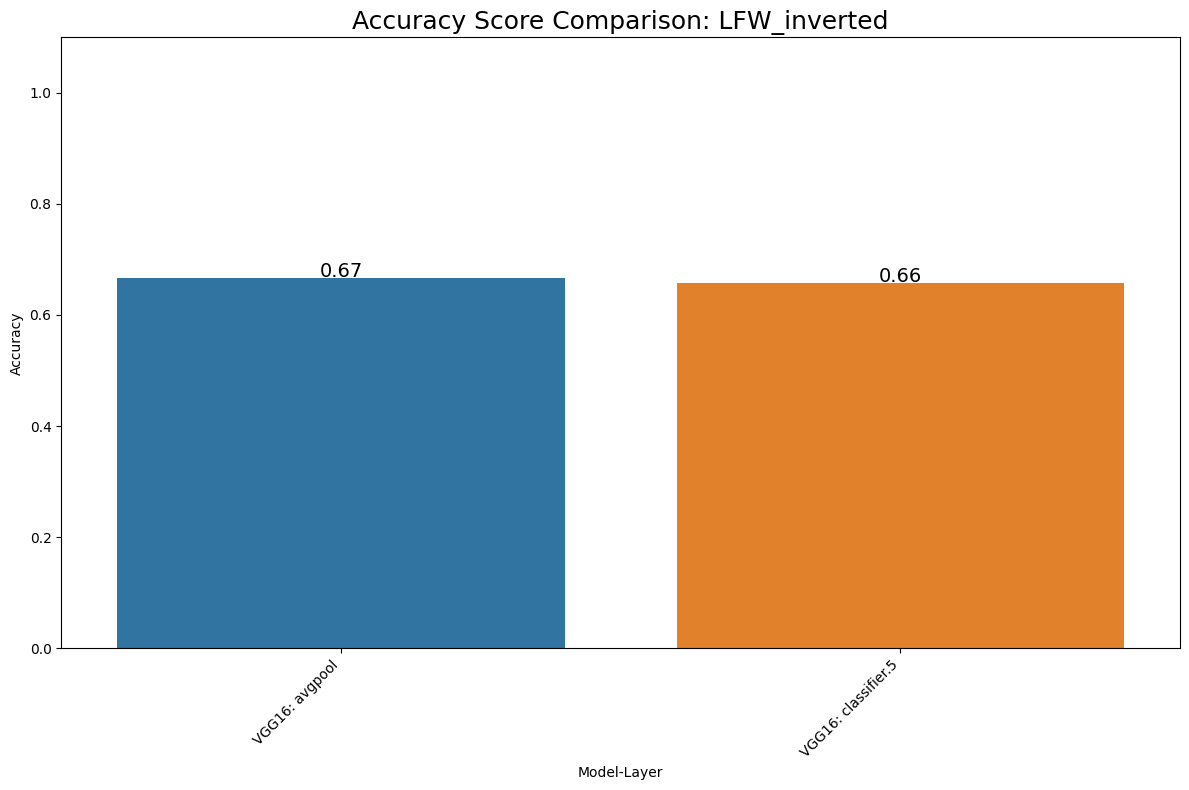 Accuracy Score Comparison: LFW_inverted
1.0
0.8
0.6
0.4
0.2
0.0
Accuracy
0.67
0.66
VGG16: avgpool
VGG16: classifier.5
Model-Layer